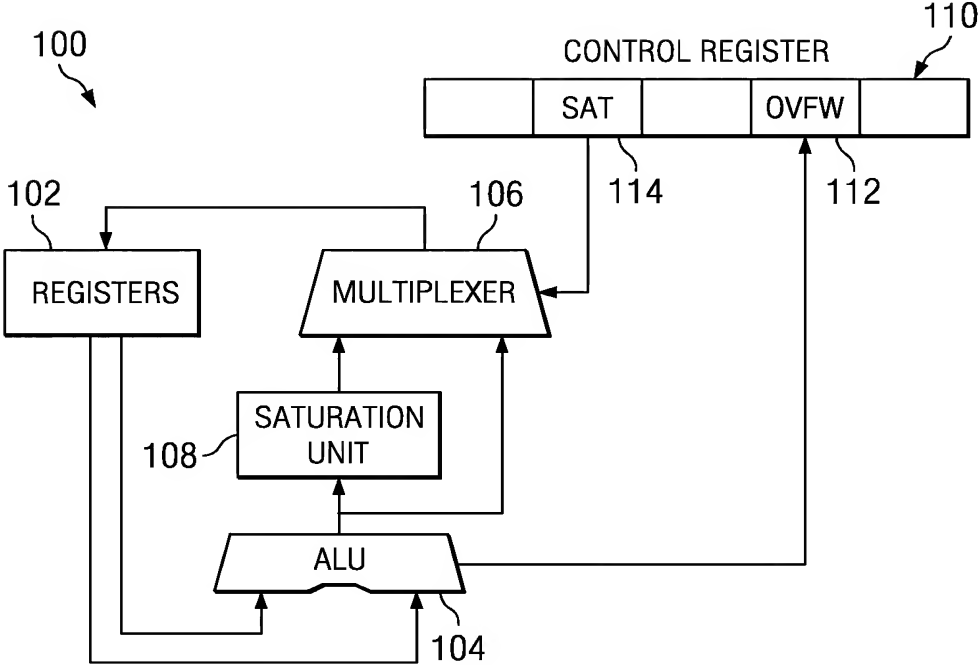 110
100
CONTROL REGISTER
SAT
OVFW
114
112
102
106
REGISTERS
MULTIPLEXER
SATURATION
UNIT
108
ALU
104